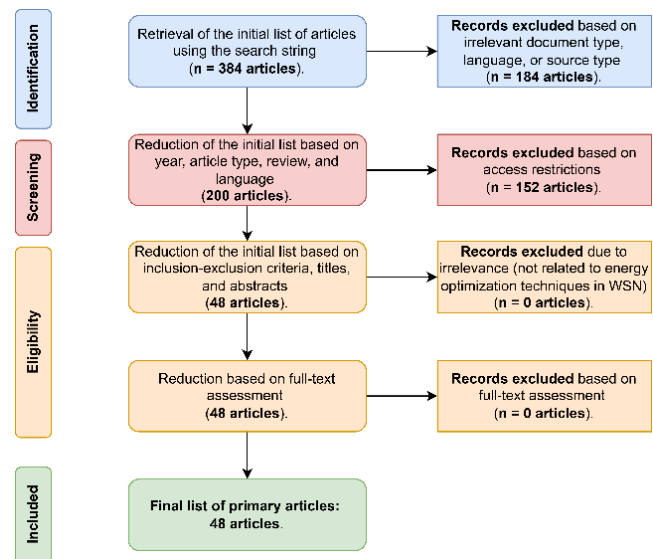 Identification
Retrieval of the initial list of articles
using the search string
(n = 384 articles).
Records excluded based on
irrelevant document type,
language, or source type
(n = 184 articles).
Screening
Reduction of the initial list based on
year, article type, review, and
language
(200 articles).
Records excluded based on
access restrictions
(n = 152 articles).
Eligibility
Reduction of the initial list based on
inclusion-exclusion criteria, titles,
and abstracts
(48 articles).
Records excluded due to
irrelevance (not related to energy
optimization techniques in WSN)
(n = 0 articles).
Reduction based on full-text
assessment
(48 articles).
Records excluded based on
full-text assessment
(n = 0 articles).
Included
Final list of primary articles:
48 articles.